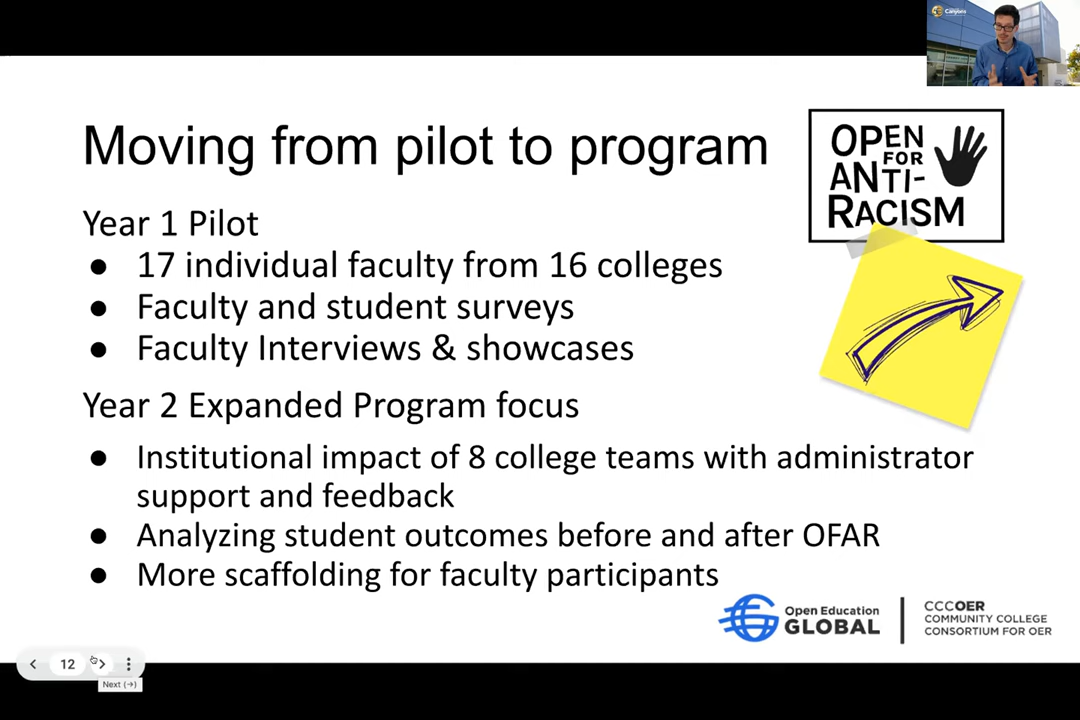 Canyons
Moving from pilot to program
OPEN
FOR
ANTI-
RACISM
Year 1 Pilot
● 17 individual faculty from 16 colleges
● Faculty and student surveys
● Faculty Interviews & showcases
Year 2 Expanded Program focus
● Institutional impact of 8 college teams with administrator
support and feedback
● Analyzing student outcomes before and after OFAR
● More scaffolding for faculty participants
Open Education
GLOBAL
CCCOER
COMMUNITY COLLEGE
CONSORTIUM FOR OER
12
Next (→)